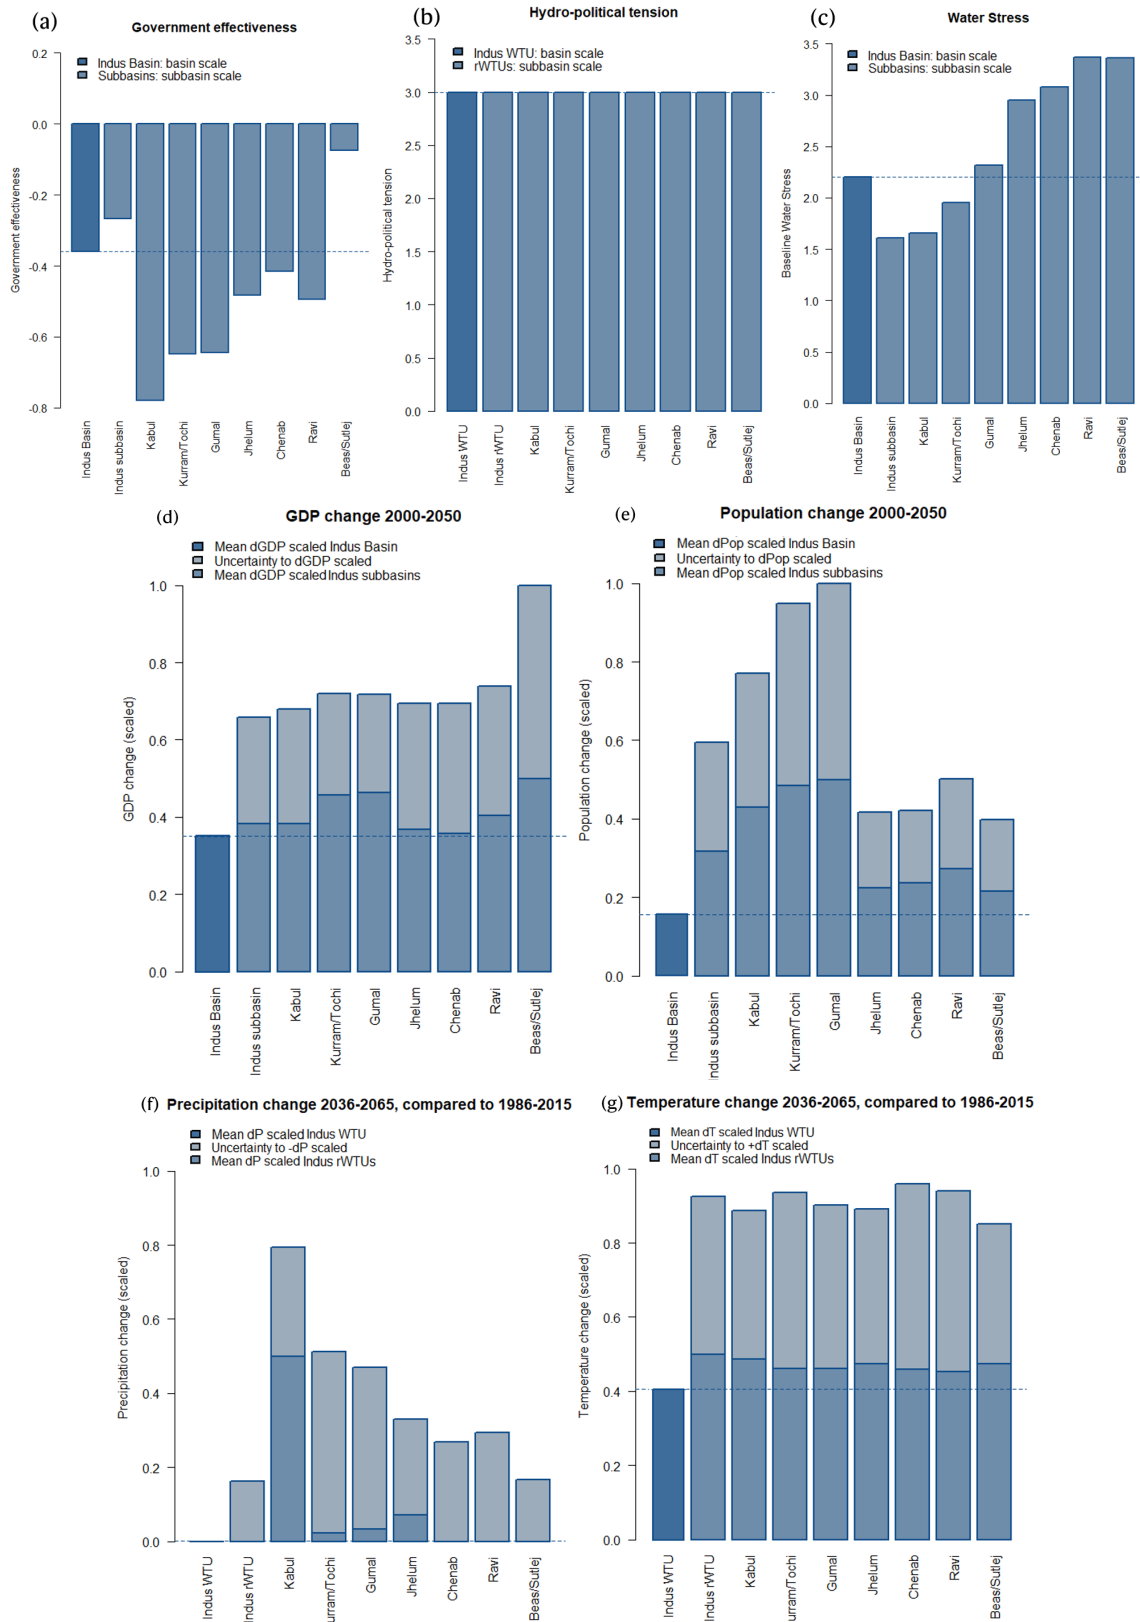 (a)
Government effectiveness
Indus Basin: basin scale
Subbasins: subbasin scale
Government effectiveness
0.2
0.0
-0.2
-0.4
-0.6
-0.8
Indus Basin
Indus subbasin
Kabul
Kurram/Tochi
Gumal
Jhelum
Chenab
Ravi
Beas/Sutlej
(b)
Hydro-political tension
Indus WTU: basin scale
rWTUs: subbasin scale
Hydro-political tension
3.5
3.0
2.5
2.0
1.5
1.0
0.5
0.0
Indus WTU
Indus rWTU
Kabul
Kurram/Tochi
Gumal
Jhelum
Chenab
Ravi
Beas/Sutlej
(c)
Water Stress
Indus Basin: basin scale
Subbasins: subbasin scale
Baseline Water Stress
3.5
3.0
2.5
2.0
1.5
1.0
0.5
0.0
Indus Basin
Indus subbasin
Kabul
Kurram/Tochi
Gumal
Jhelum
Chenab
Ravi
Beas/Sutlej
(d)
GDP change 2000-2050
Mean dGDP scaled Indus Basin
Uncertainty to dGDP scaled
Mean dGDP scaled Indus subbasins
GDP change (scaled)
1.0
0.8
0.6
0.4
0.2
0.0
Indus Basin
Indus subbasin
Kabul
Kurram/Tochi
Gumal
Jhelum
Chenab
Ravi
Beas/Sutlej
(e)
Population change 2000-2050
Mean dPop scaled Indus Basin
Uncertainty to dPop scaled
Mean dPop scaled Indus subbasins
Population change (scaled)
1.0
0.8
0.6
0.4
0.2
0.0
Indus Basin
Indus subbasin
Kabul
Kurram/Tochi
Gumal
Jhelum
Chenab
Ravi
Beas/Sutlej
(f) Precipitation change 2036-2065, compared to 1986-2015
Mean dP scaled Indus WTU
Uncertainty to -dP scaled
Mean dP scaled Indus rWTUs
Precipitation change (scaled)
1.0
0.8
0.6
0.4
0.2
0.0
Indus WTU
Indus rWTU
Kabul
Kurram/Tochi
Gumal
Jhelum
Chenab
Ravi
Beas/Sutlej
(g) Temperature change 2036-2065, compared to 1986-2015
Mean dT scaled Indus WTU
Uncertainty to +dT scaled
Mean dT scaled Indus rWTUs
Temperature change (scaled)
1.0
0.8
0.6
0.4
0.2
0.0
Indus WTU
Indus rWTU
Kabul
Kurram/Tochi
Gumal
Jhelum
Chenab
Ravi
Beas/Sutlej